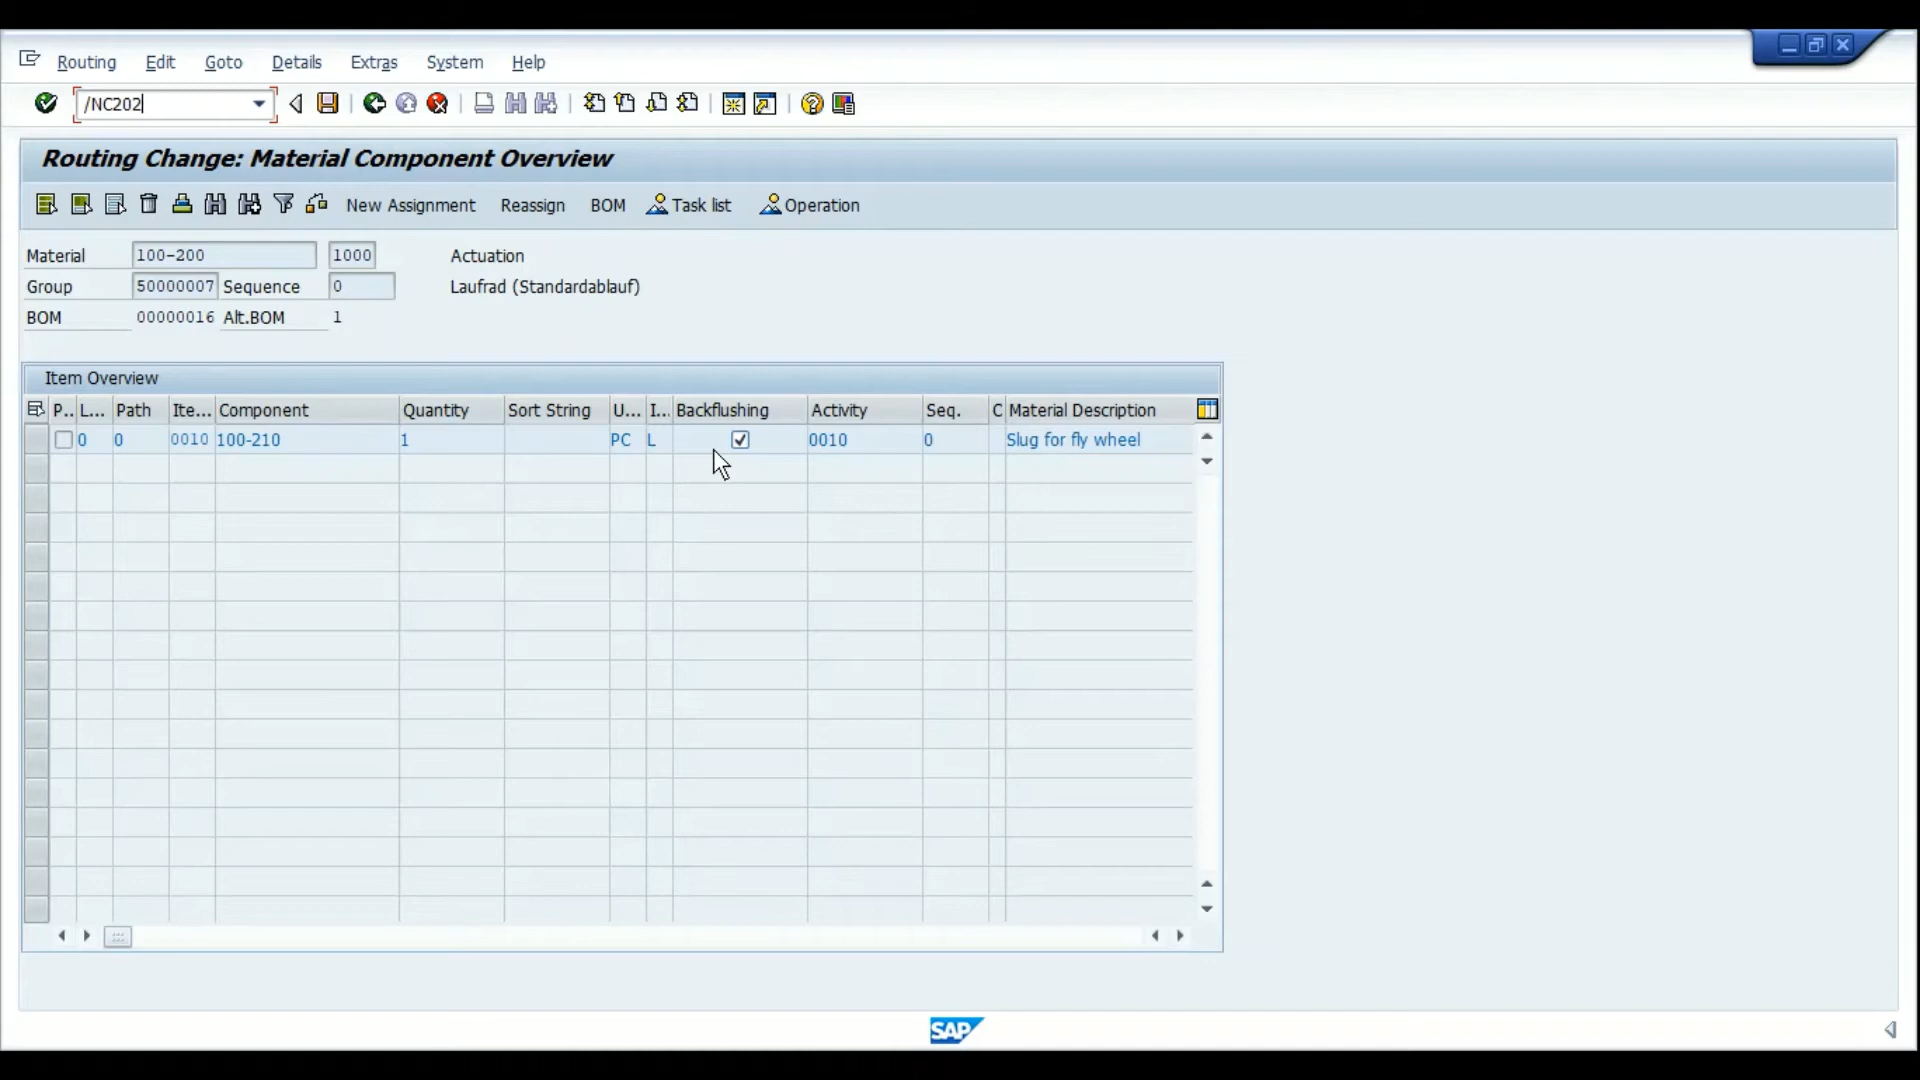 Routing Edit Goto Details Extras System Help
/NC202
Routing Change: Material Component Overview
New Assignment Reassign BOM Task list Operation
Material 100-200 1000 Actuation
Group 50000007 Sequence 0 Laufrad (Standardablauf)
BOM 00000016 Alt.BOM 1
Item Overview
P.. L... Path Ite... Component Quantity Sort String U... I.. Backflushing Activity Seq. C Material Description
0 0 0010 100-210 1 PC L 0010 0 Slug for fly wheel
SAP